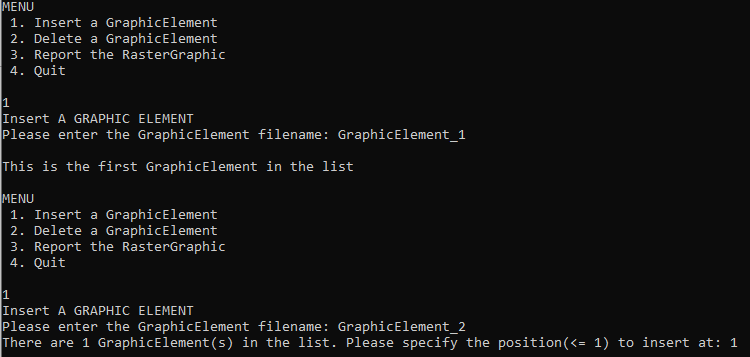 MENU
1. Insert a GraphicElement
2. Delete a GraphicElement
3. Report the RasterGraphic
4. Quit
1
Insert A GRAPHIC ELEMENT
Please enter the GraphicElement filename: GraphicElement_1
This is the first GraphicElement in the list
MENU
1. Insert a GraphicElement
2. Delete a GraphicElement
3. Report the RasterGraphic
4. Quit
1
Insert A GRAPHIC ELEMENT
Please enter the GraphicElement filename: GraphicElement_2
There are 1 GraphicElement(s) in the list. Please specify the position(<= 1) to insert at: 1